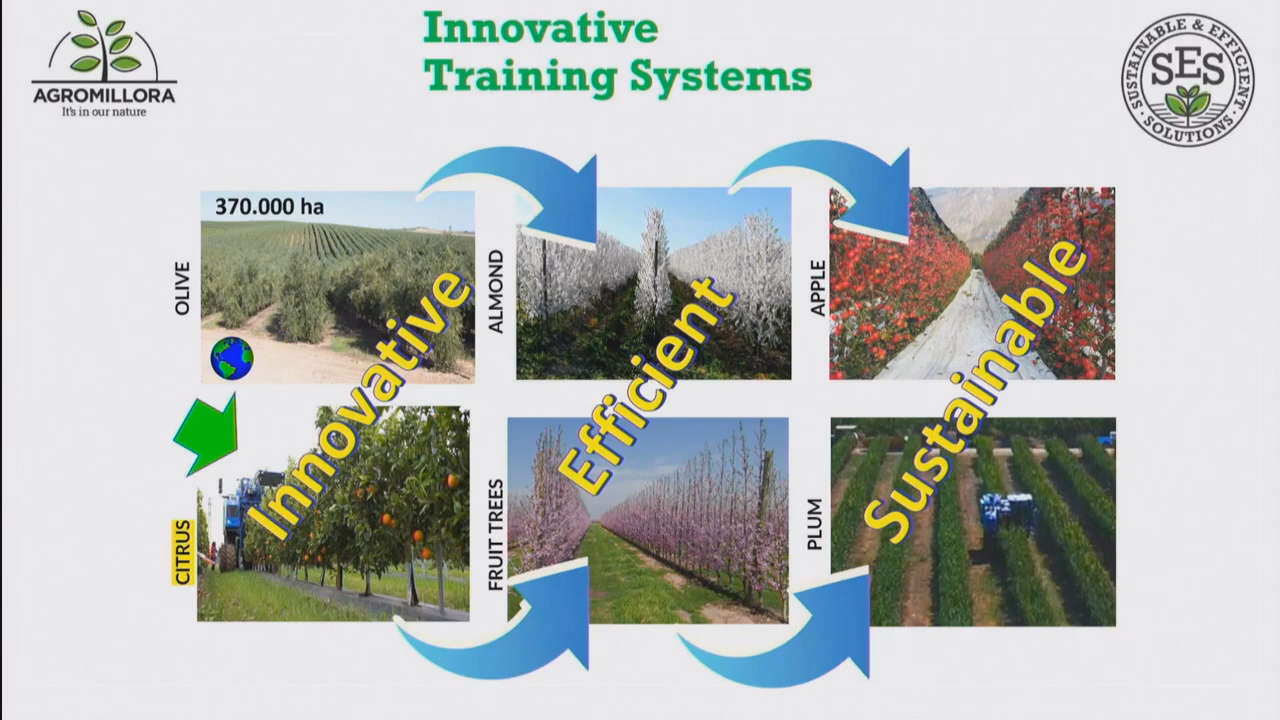 Innovative
Training Systems
AGROMILLORA
It's in our nature
SUSTAINABLE & EFFICIENT
SES
· SOLUTIONS ·
370.000 ha
OLIVE
ALMOND
APPLE
Innovative
Efficient
Sustainable
CITRUS
FRUIT TREES
PLUM